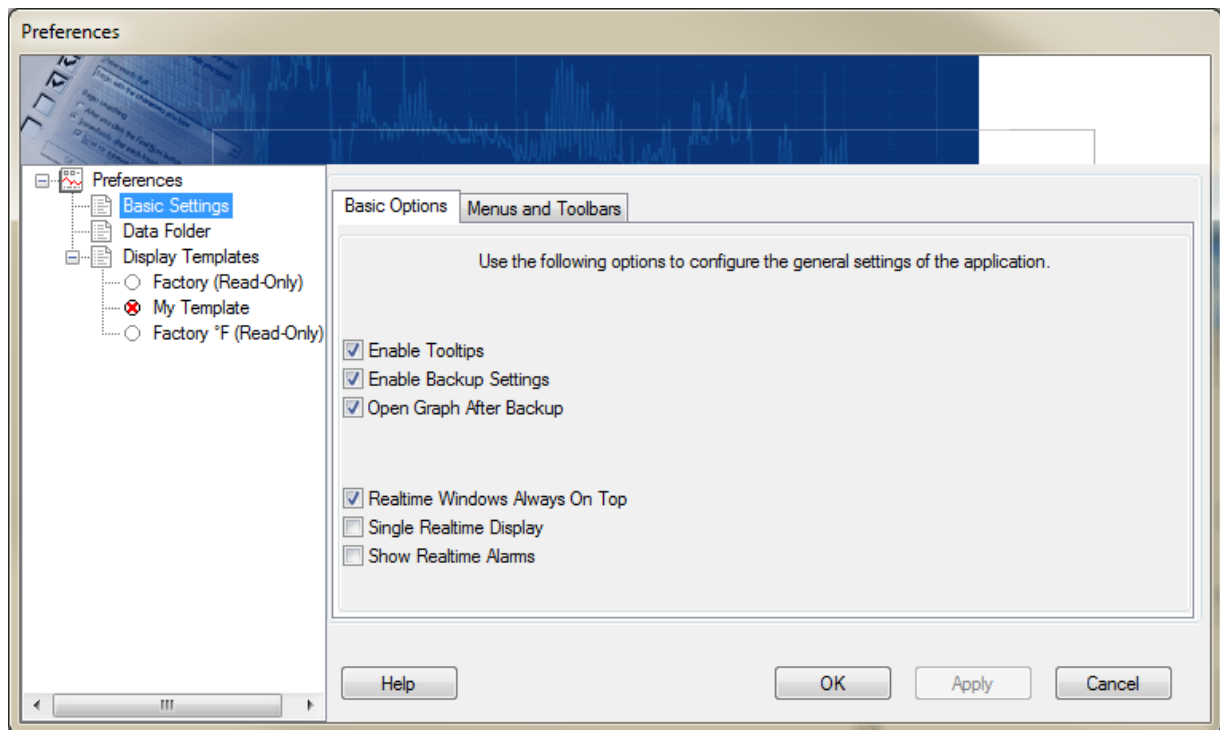 Preferences
Preferences
Basic Settings
Data Folder
Display Templates
Factory (Read-Only)
My Template
Factory °F (Read-Only)
Basic Options
Menus and Toolbars
Use the following options to configure the general settings of the application.
Enable Tooltips
Enable Backup Settings
Open Graph After Backup
Realtime Windows Always On Top
Single Realtime Display
Show Realtime Alarms
Help
OK
Apply
Cancel